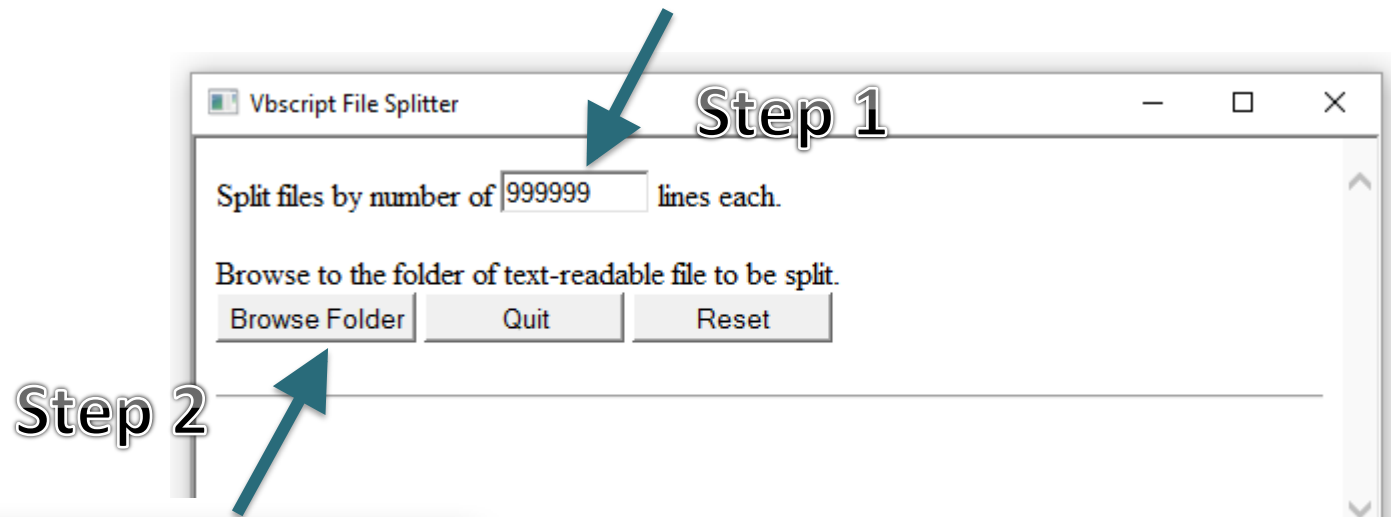 Vbscript File Splitter
Step 1
Split files by number of 999999 lines each.
Browse to the folder of text-readable file to be split.
Browse Folder Quit Reset
Step 2